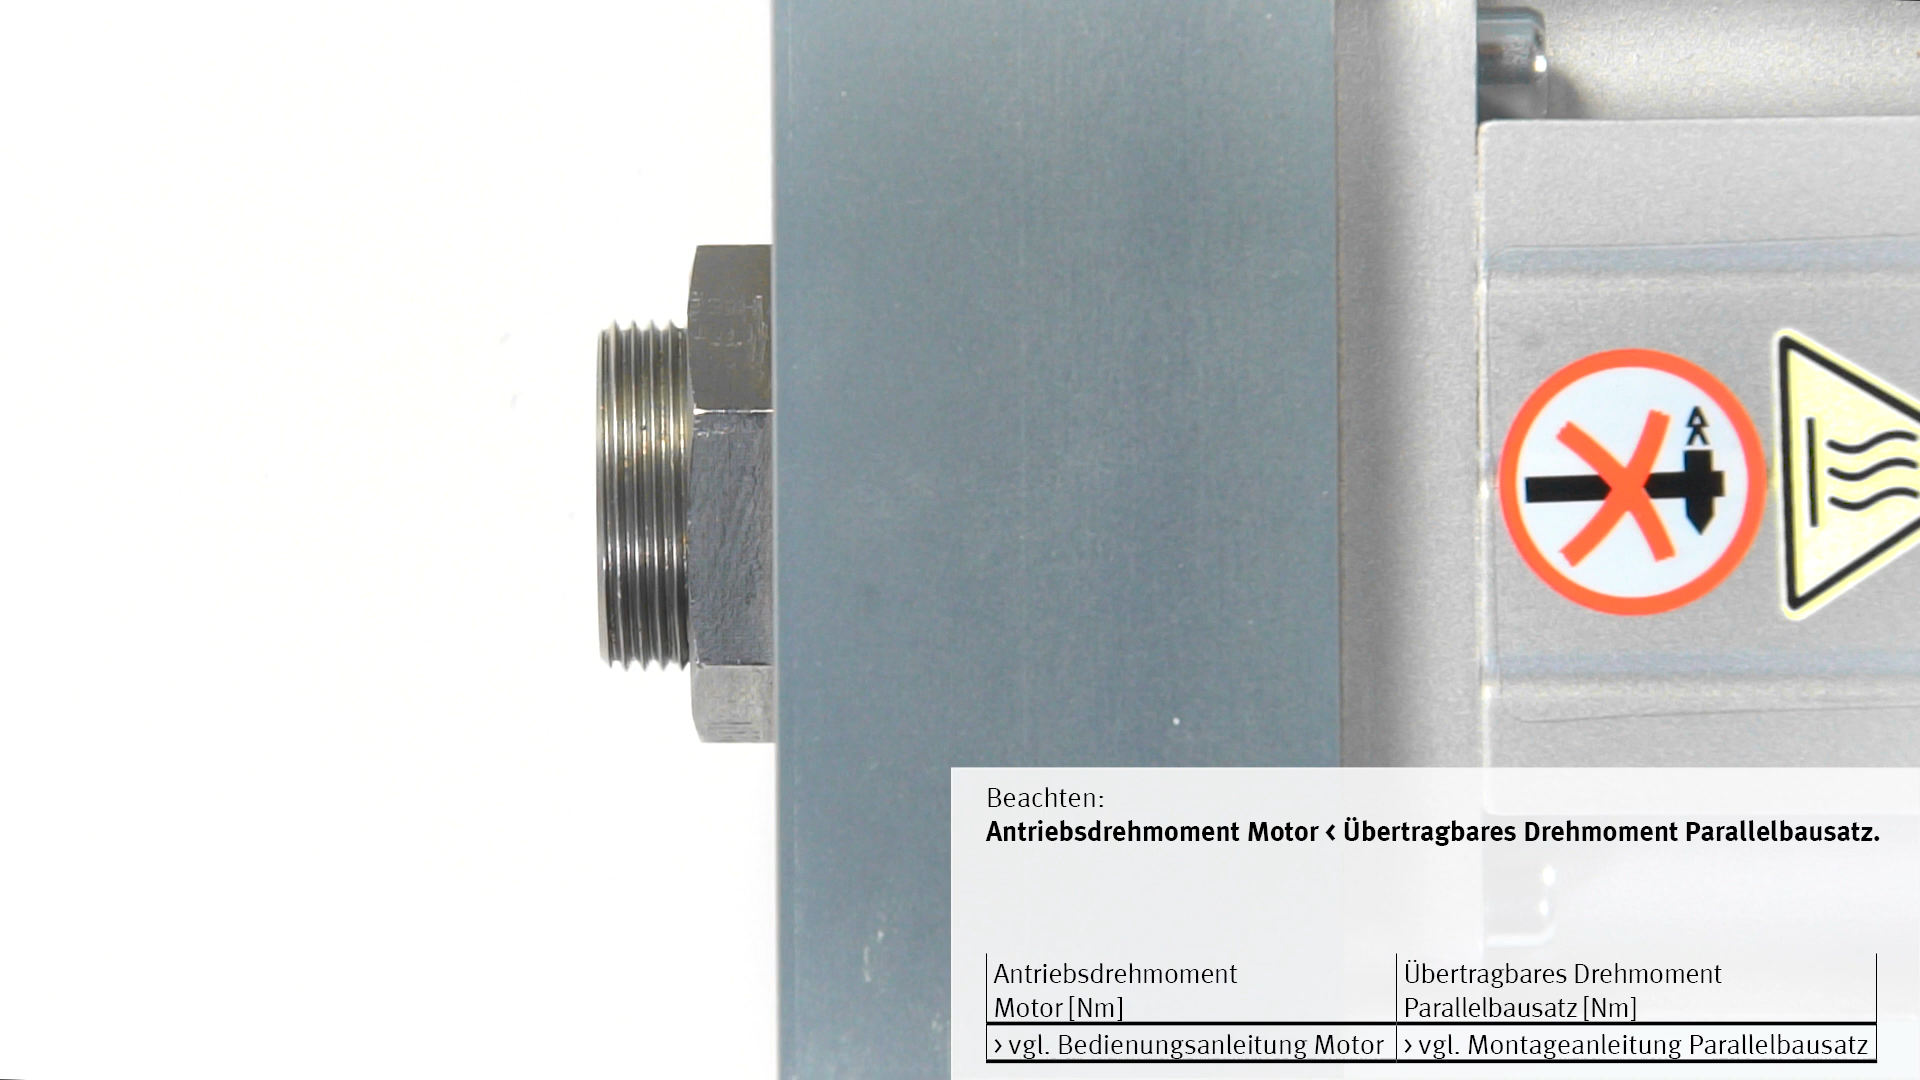 Beachten:
Antriebsdrehmoment Motor < Übertragbares Drehmoment Parallelbausatz.
Antriebsdrehmoment
Motor [Nm]
Übertragbares Drehmoment
Parallelbausatz [Nm]
> vgl. Bedienungsanleitung Motor
> vgl. Montageanleitung Parallelbausatz